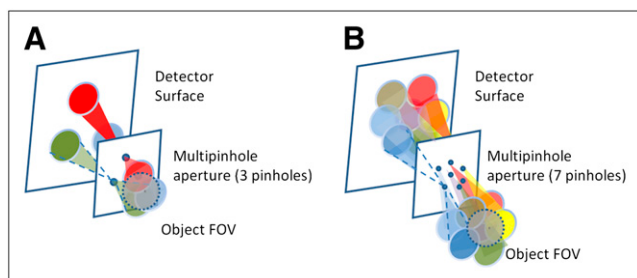 A
Detector
Surface
Multipinhole
aperture (3 pinholes)
Object FOV
B
Detector
Surface
Multipinhole
aperture (7 pinholes)
Object FOV